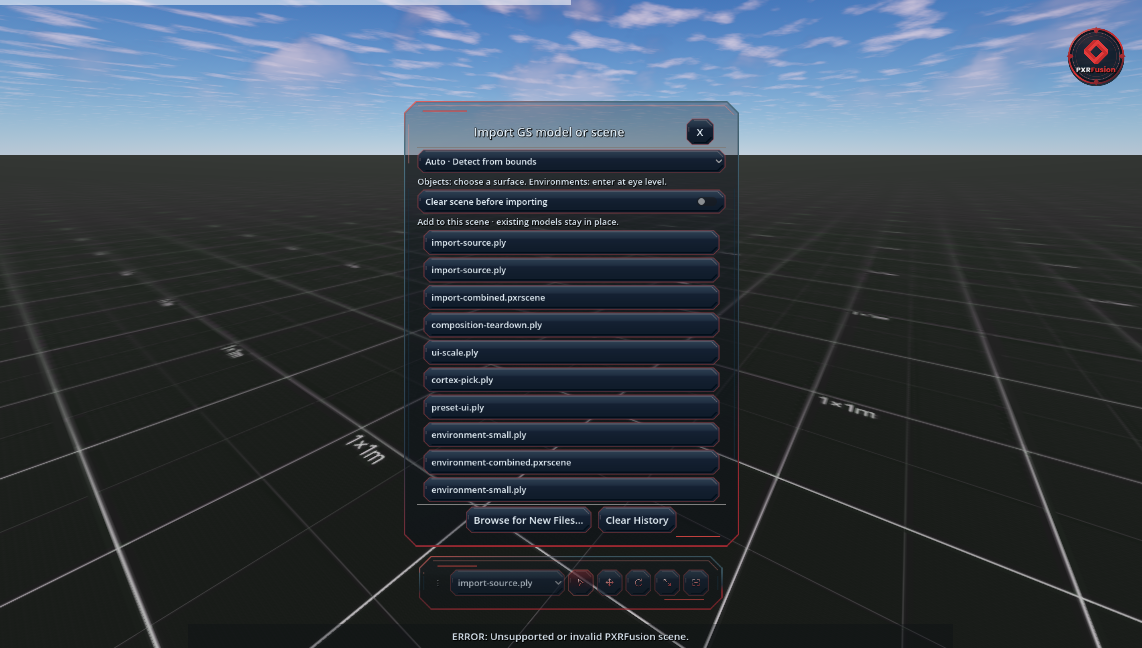 PXRFusion
Import GS model or scene
X
Auto · Detect from bounds
Objects: choose a surface. Environments: enter at eye level.
Clear scene before importing
Add to this scene · existing models stay in place.
import-source.ply
import-source.ply
import-combined.pxrscene
composition-teardown.ply
ui-scale.ply
cortex-pick.ply
preset-ui.ply
environment-small.ply
environment-combined.pxrscene
environment-small.ply
1×1m
1×1m
Browse for New Files...
Clear History
import-source.ply
ERROR: Unsupported or invalid PXRFusion scene.